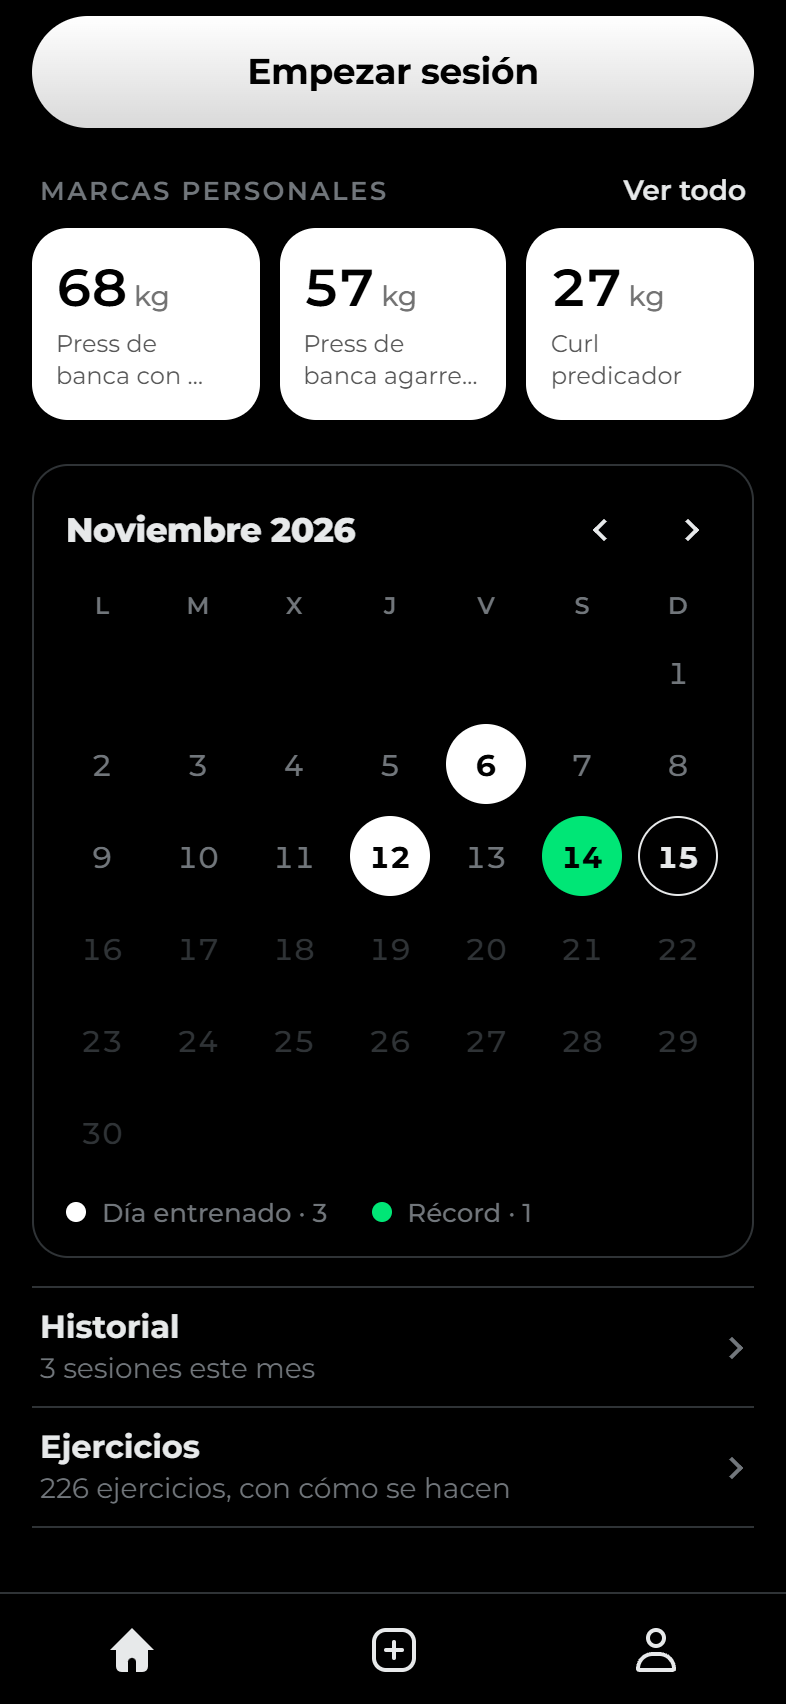 Empezar sesión
MARCAS PERSONALES Ver todo
68 kg 57 kg 27 kg
Press de Press de Curl
banca con ... banca agarre... predicador
Noviembre 2026
L M X J V S D
1
2 3 4 5 6 7 8
9 10 11 12 13 14 15
16 17 18 19 20 21 22
23 24 25 26 27 28 29
30
Día entrenado · 3 Récord · 1
Historial
3 sesiones este mes
Ejercicios
226 ejercicios, con cómo se hacen